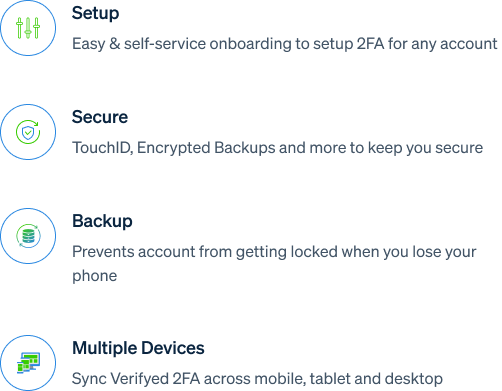 Setup
Easy & self-service onboarding to setup 2FA for any account
Secure
TouchID, Encrypted Backups and more to keep you secure
Backup
Prevents account from getting locked when you lose your
phone
Multiple Devices
Sync Verifyed 2FA across mobile, tablet and desktop